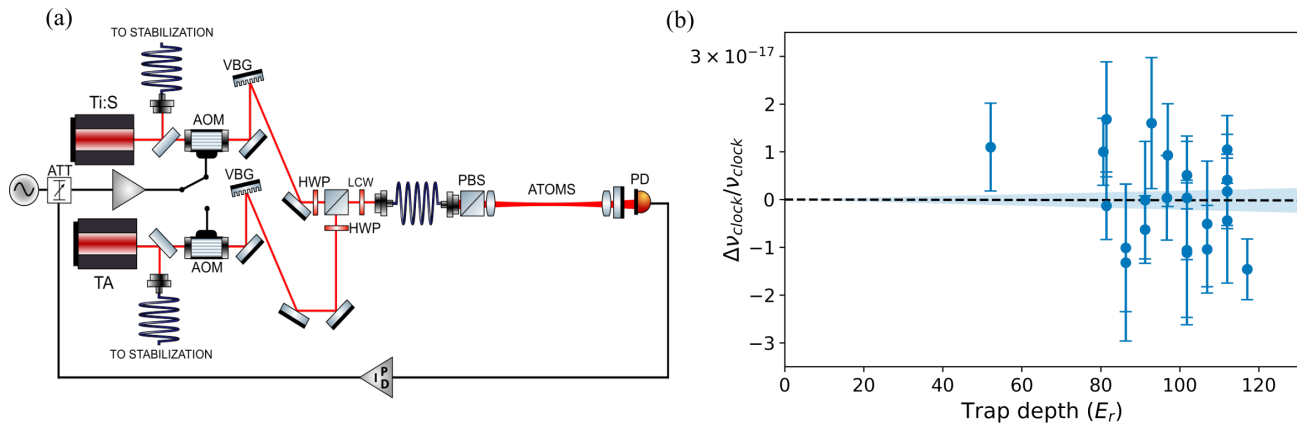 (a)
TO STABILIZATION
VBG
Ti:S
AOM
ATT
VBG
HWP
LCW
PBS
ATOMS
PD
HWP
TA
AOM
TO STABILIZATION
P
I
D
(b)
Δν_clock/ν_clock
3 × 10⁻¹⁷
2
1
0
−1
−2
−3
0 20 40 60 80 100 120
Trap depth (E_r)